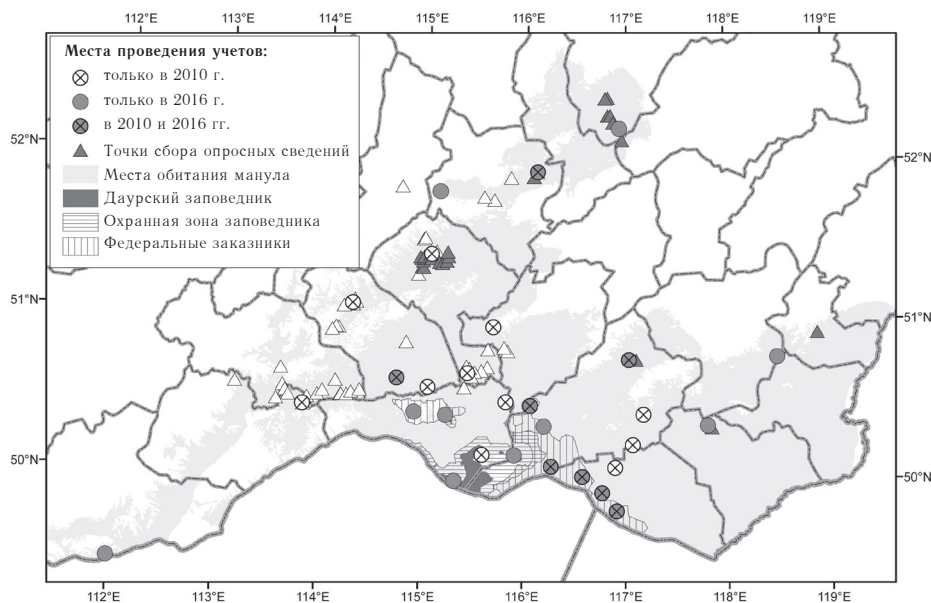 112°E 113°E 114°E 115°E 116°E 117°E 118°E 119°E
Места проведения учетов:
только в 2010 г.
только в 2016 г.
в 2010 и 2016 гг.
Точки сбора опросных сведений
Места обитания манула
Даурский заповедник
Охранная зона заповедника
Федеральные заказники
52°N
52°N
51°N
51°N
50°N
50°N
112°E 113°E 114°E 115°E 116°E 117°E 118°E 119°E